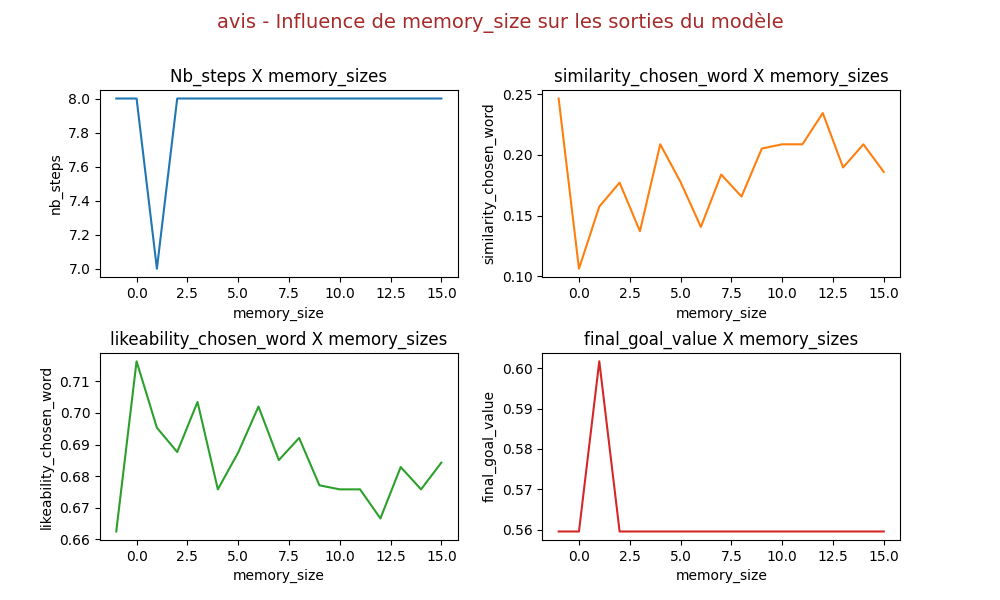 avis - Influence de memory_size sur les sorties du modèle
Nb_steps X memory_sizes
nb_steps
8.0
7.8
7.6
7.4
7.2
7.0
0.0 2.5 5.0 7.5 10.0 12.5 15.0
memory_size
similarity_chosen_word X memory_sizes
similarity_chosen_word
0.25
0.20
0.15
0.10
0.0 2.5 5.0 7.5 10.0 12.5 15.0
memory_size
likeability_chosen_word X memory_sizes
likeability_chosen_word
0.71
0.70
0.69
0.68
0.67
0.66
0.0 2.5 5.0 7.5 10.0 12.5 15.0
memory_size
final_goal_value X memory_sizes
final_goal_value
0.60
0.59
0.58
0.57
0.56
0.0 2.5 5.0 7.5 10.0 12.5 15.0
memory_size